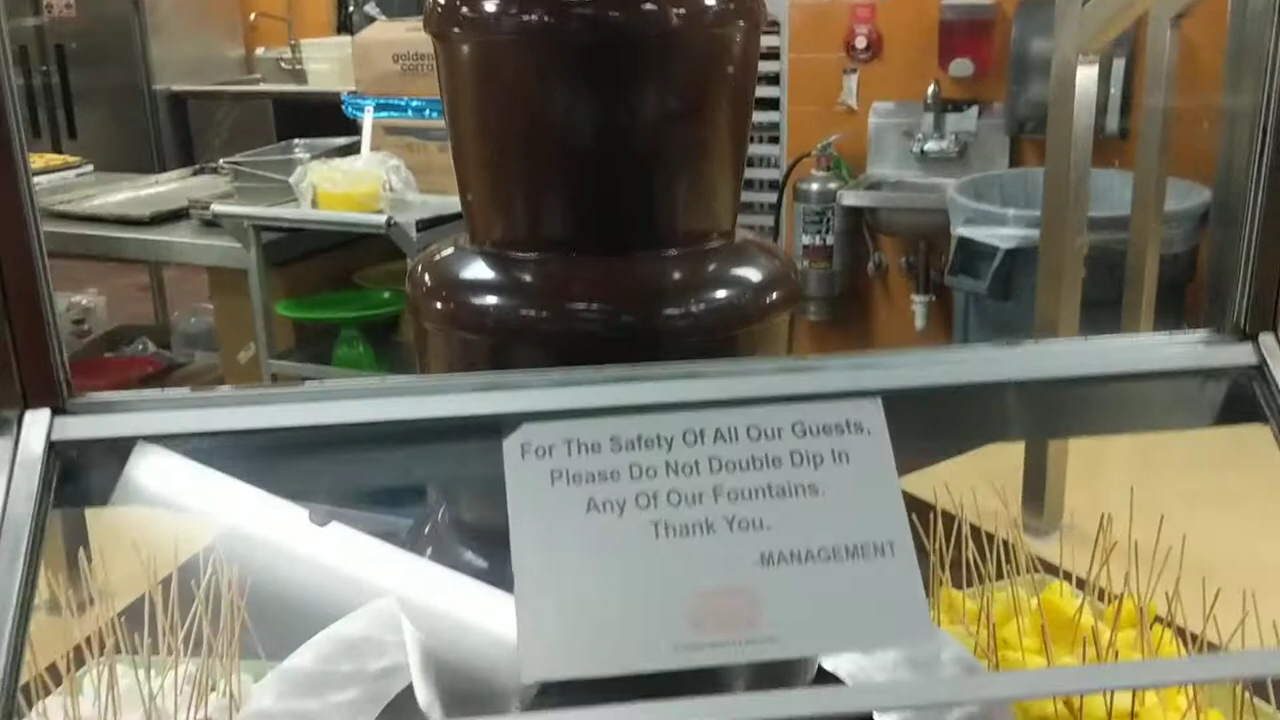 golden
corra
For The Safety Of All Our Guests,
Please Do Not Double Dip In
Any Of Our Fountains.
Thank You.
-MANAGEMENT